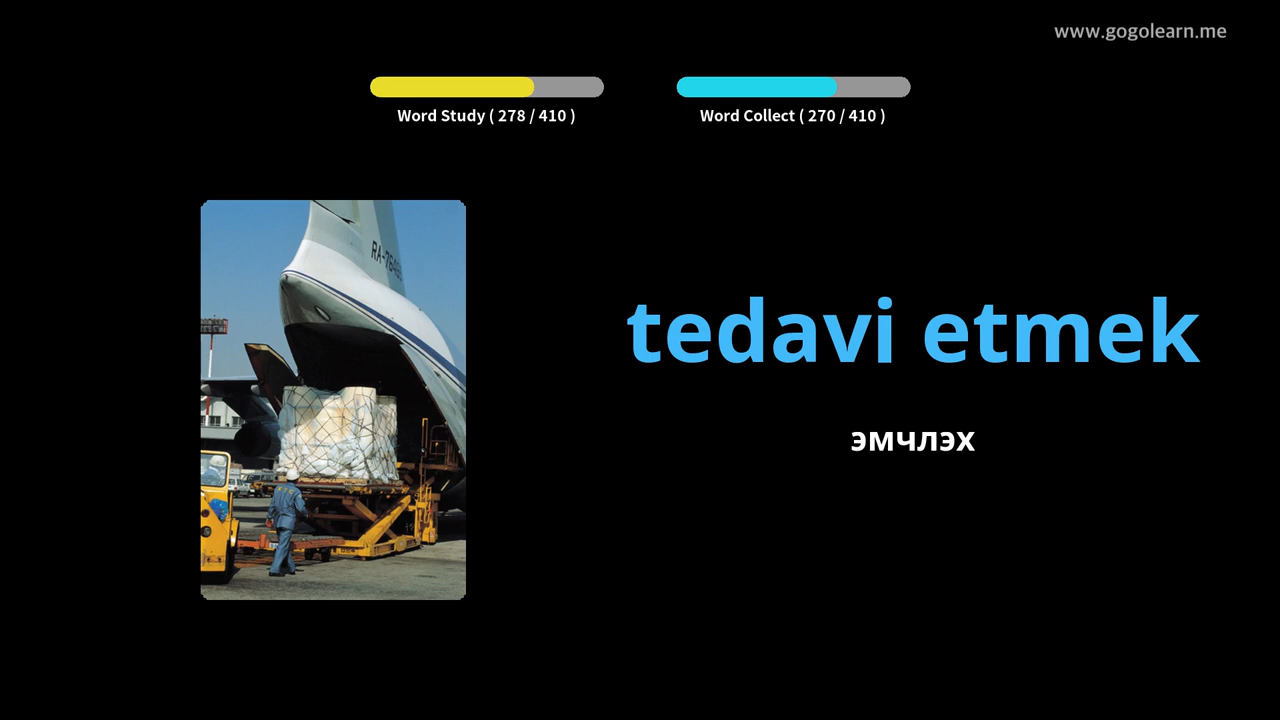 www.gogolearn.me
Word Study ( 278 / 410 )
Word Collect ( 270 / 410 )
tedavi etmek
эмчлэх